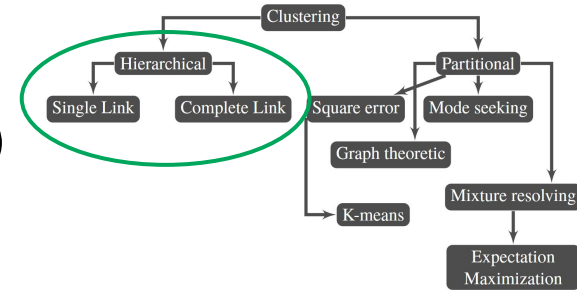 Clustering
Hierarchical
Partitional
Single Link
Complete Link
Square error
Mode seeking
Graph theoretic
Mixture resolving
K-means
Expectation
Maximization
)